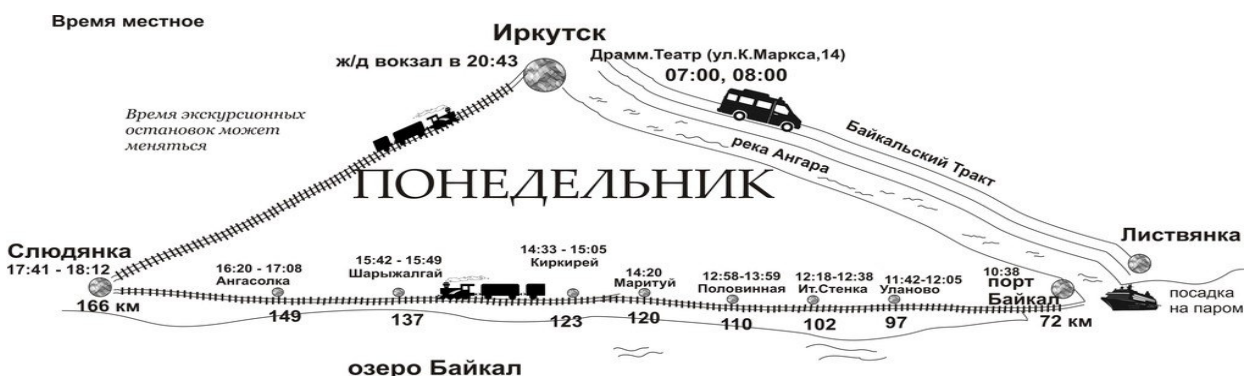 Время местное
Иркутск
ж/д вокзал в 20:43
Драмм.Театр (ул.К.Маркса,14)
07:00, 08:00
Время экскурсионных
остановок может
меняться
Байкальский Тракт
река Ангара
ПОНЕДЕЛЬНИК
Слюдянка
17:41 - 18:12
166 км
16:20 - 17:08
Ангасолка
149
15:42 - 15:49
Шарыжалгай
137
14:33 - 15:05
Киркирей
123
14:20
Маритуй
120
12:58-13:59
Половинная
110
12:18-12:38
Ит.Стенка
102
11:42-12:05
Уланово
97
10:38
порт
Байкал
72 км
Листвянка
посадка
на паром
озеро Байкал